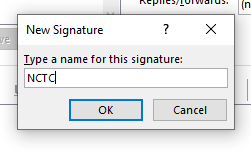 Replies/forwards:
New Signature
?
Type a name for this signature:
NCTC
OK
Cancel